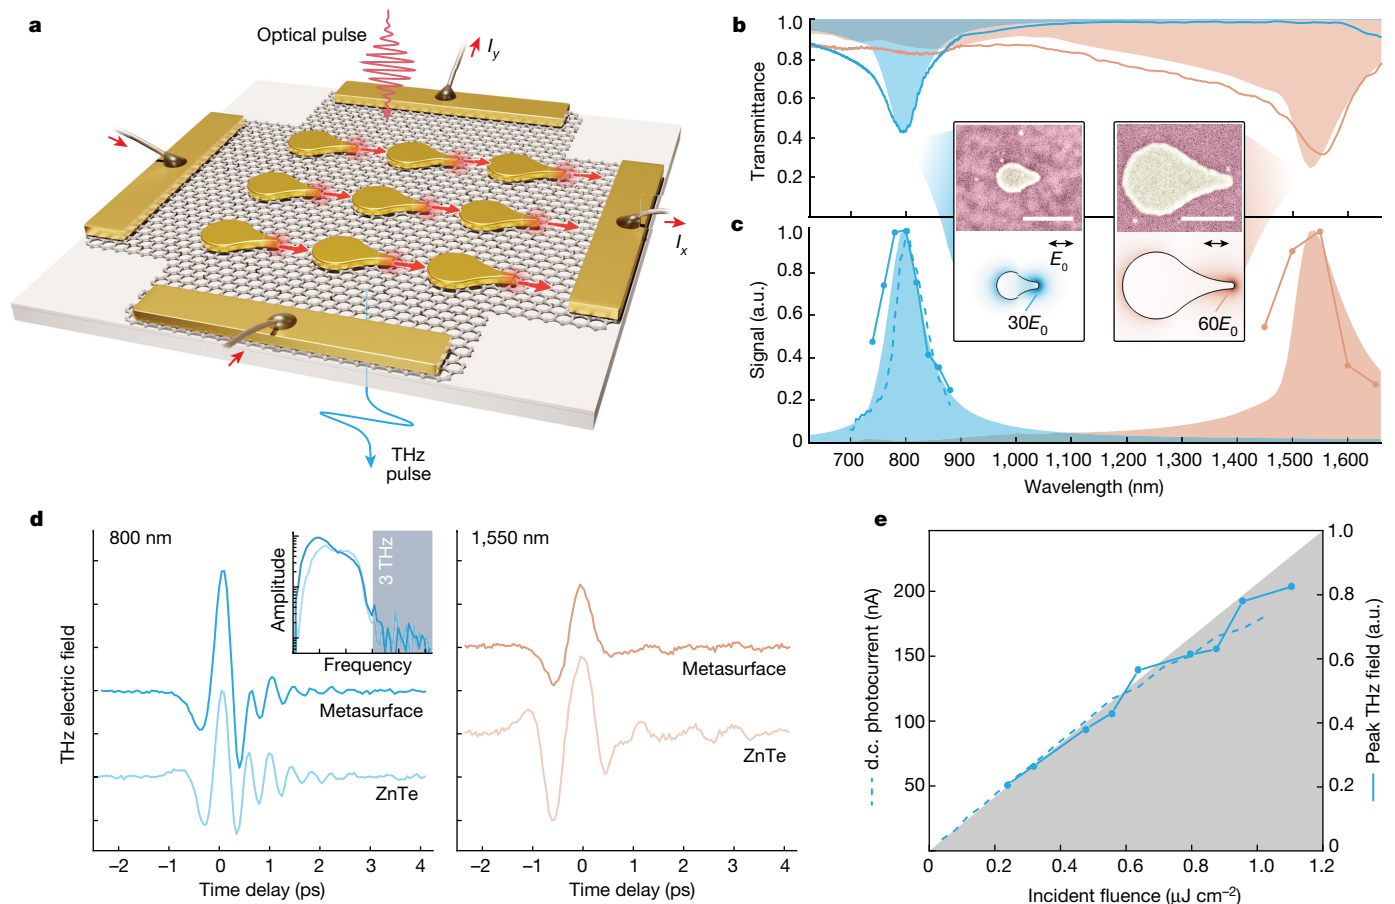 a
Optical pulse
I_y
I_x
THz
pulse
b
Transmittance
1.0
0.8
0.6
0.4
0.2
c
Signal (a.u.)
1.0
0.8
0.6
0.4
0.2
0
E_0
30E_0
60E_0
700 800 900 1,000 1,100 1,200 1,300 1,400 1,500 1,600
Wavelength (nm)
d
THz electric field
800 nm
Amplitude
3 THz
Frequency
Metasurface
ZnTe
–2 –1 0 1 2 3 4
Time delay (ps)
1,550 nm
Metasurface
ZnTe
–2 –1 0 1 2 3 4
Time delay (ps)
e
d.c. photocurrent (nA)
200
150
100
50
1.0
0.8
0.6
0.4
0.2
0
Peak THz field (a.u.)
0 0.2 0.4 0.6 0.8 1.0 1.2
Incident fluence (μJ cm⁻²)